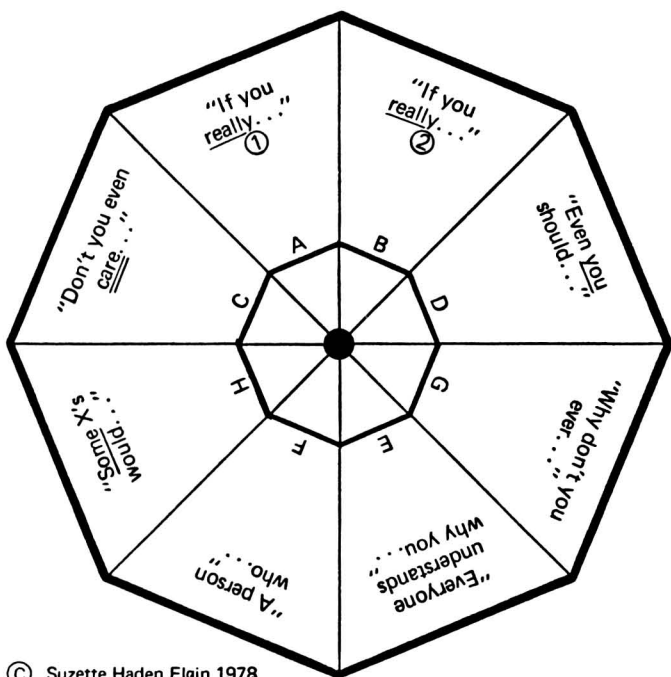 "If you
really. . ."
①
"If you
really. . ."
②
"Even you
should. . ."
"Why don't you
ever. . ."
"Everyone
understands
why you. . ."
"A person
who. . ."
"Some X's
would. . ."
"Don't you even
care. . ."
A
B
D
G
E
F
H
C
© Suzette Haden Elgin 1978